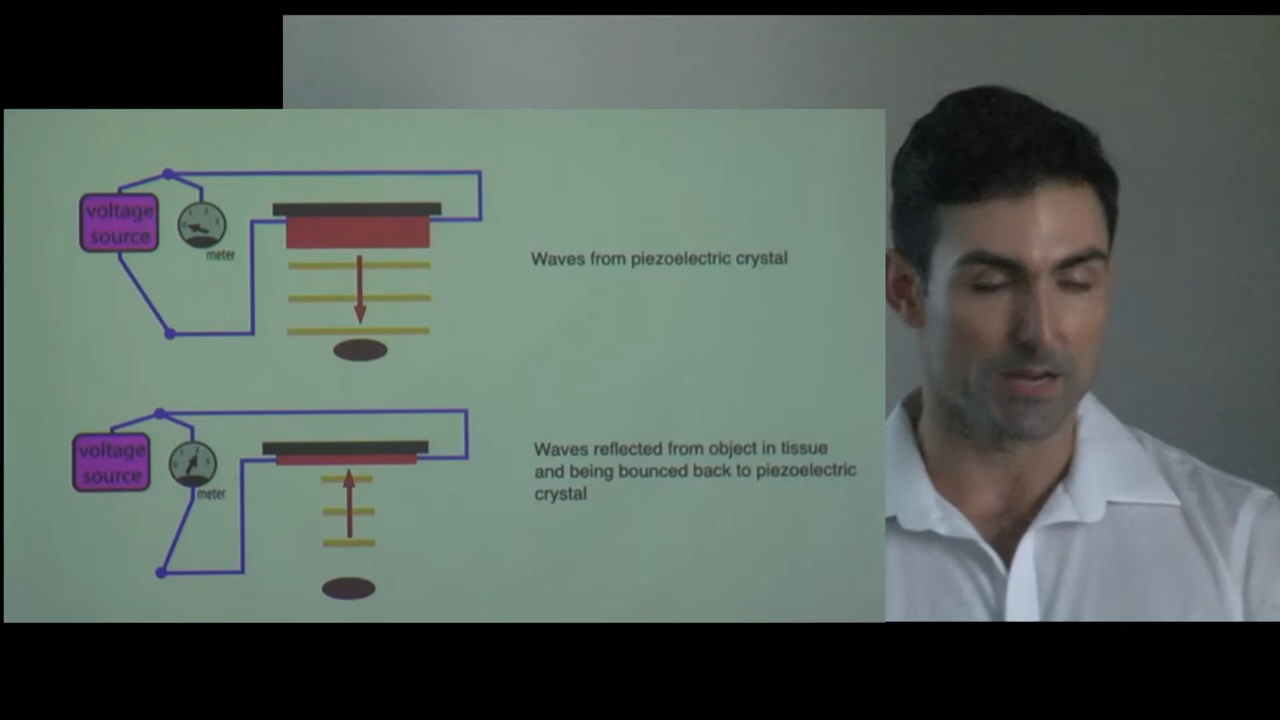 voltage
source
meter
Waves from piezoelectric crystal
voltage
source
meter
Waves reflected from object in tissue
and being bounced back to piezoelectric
crystal